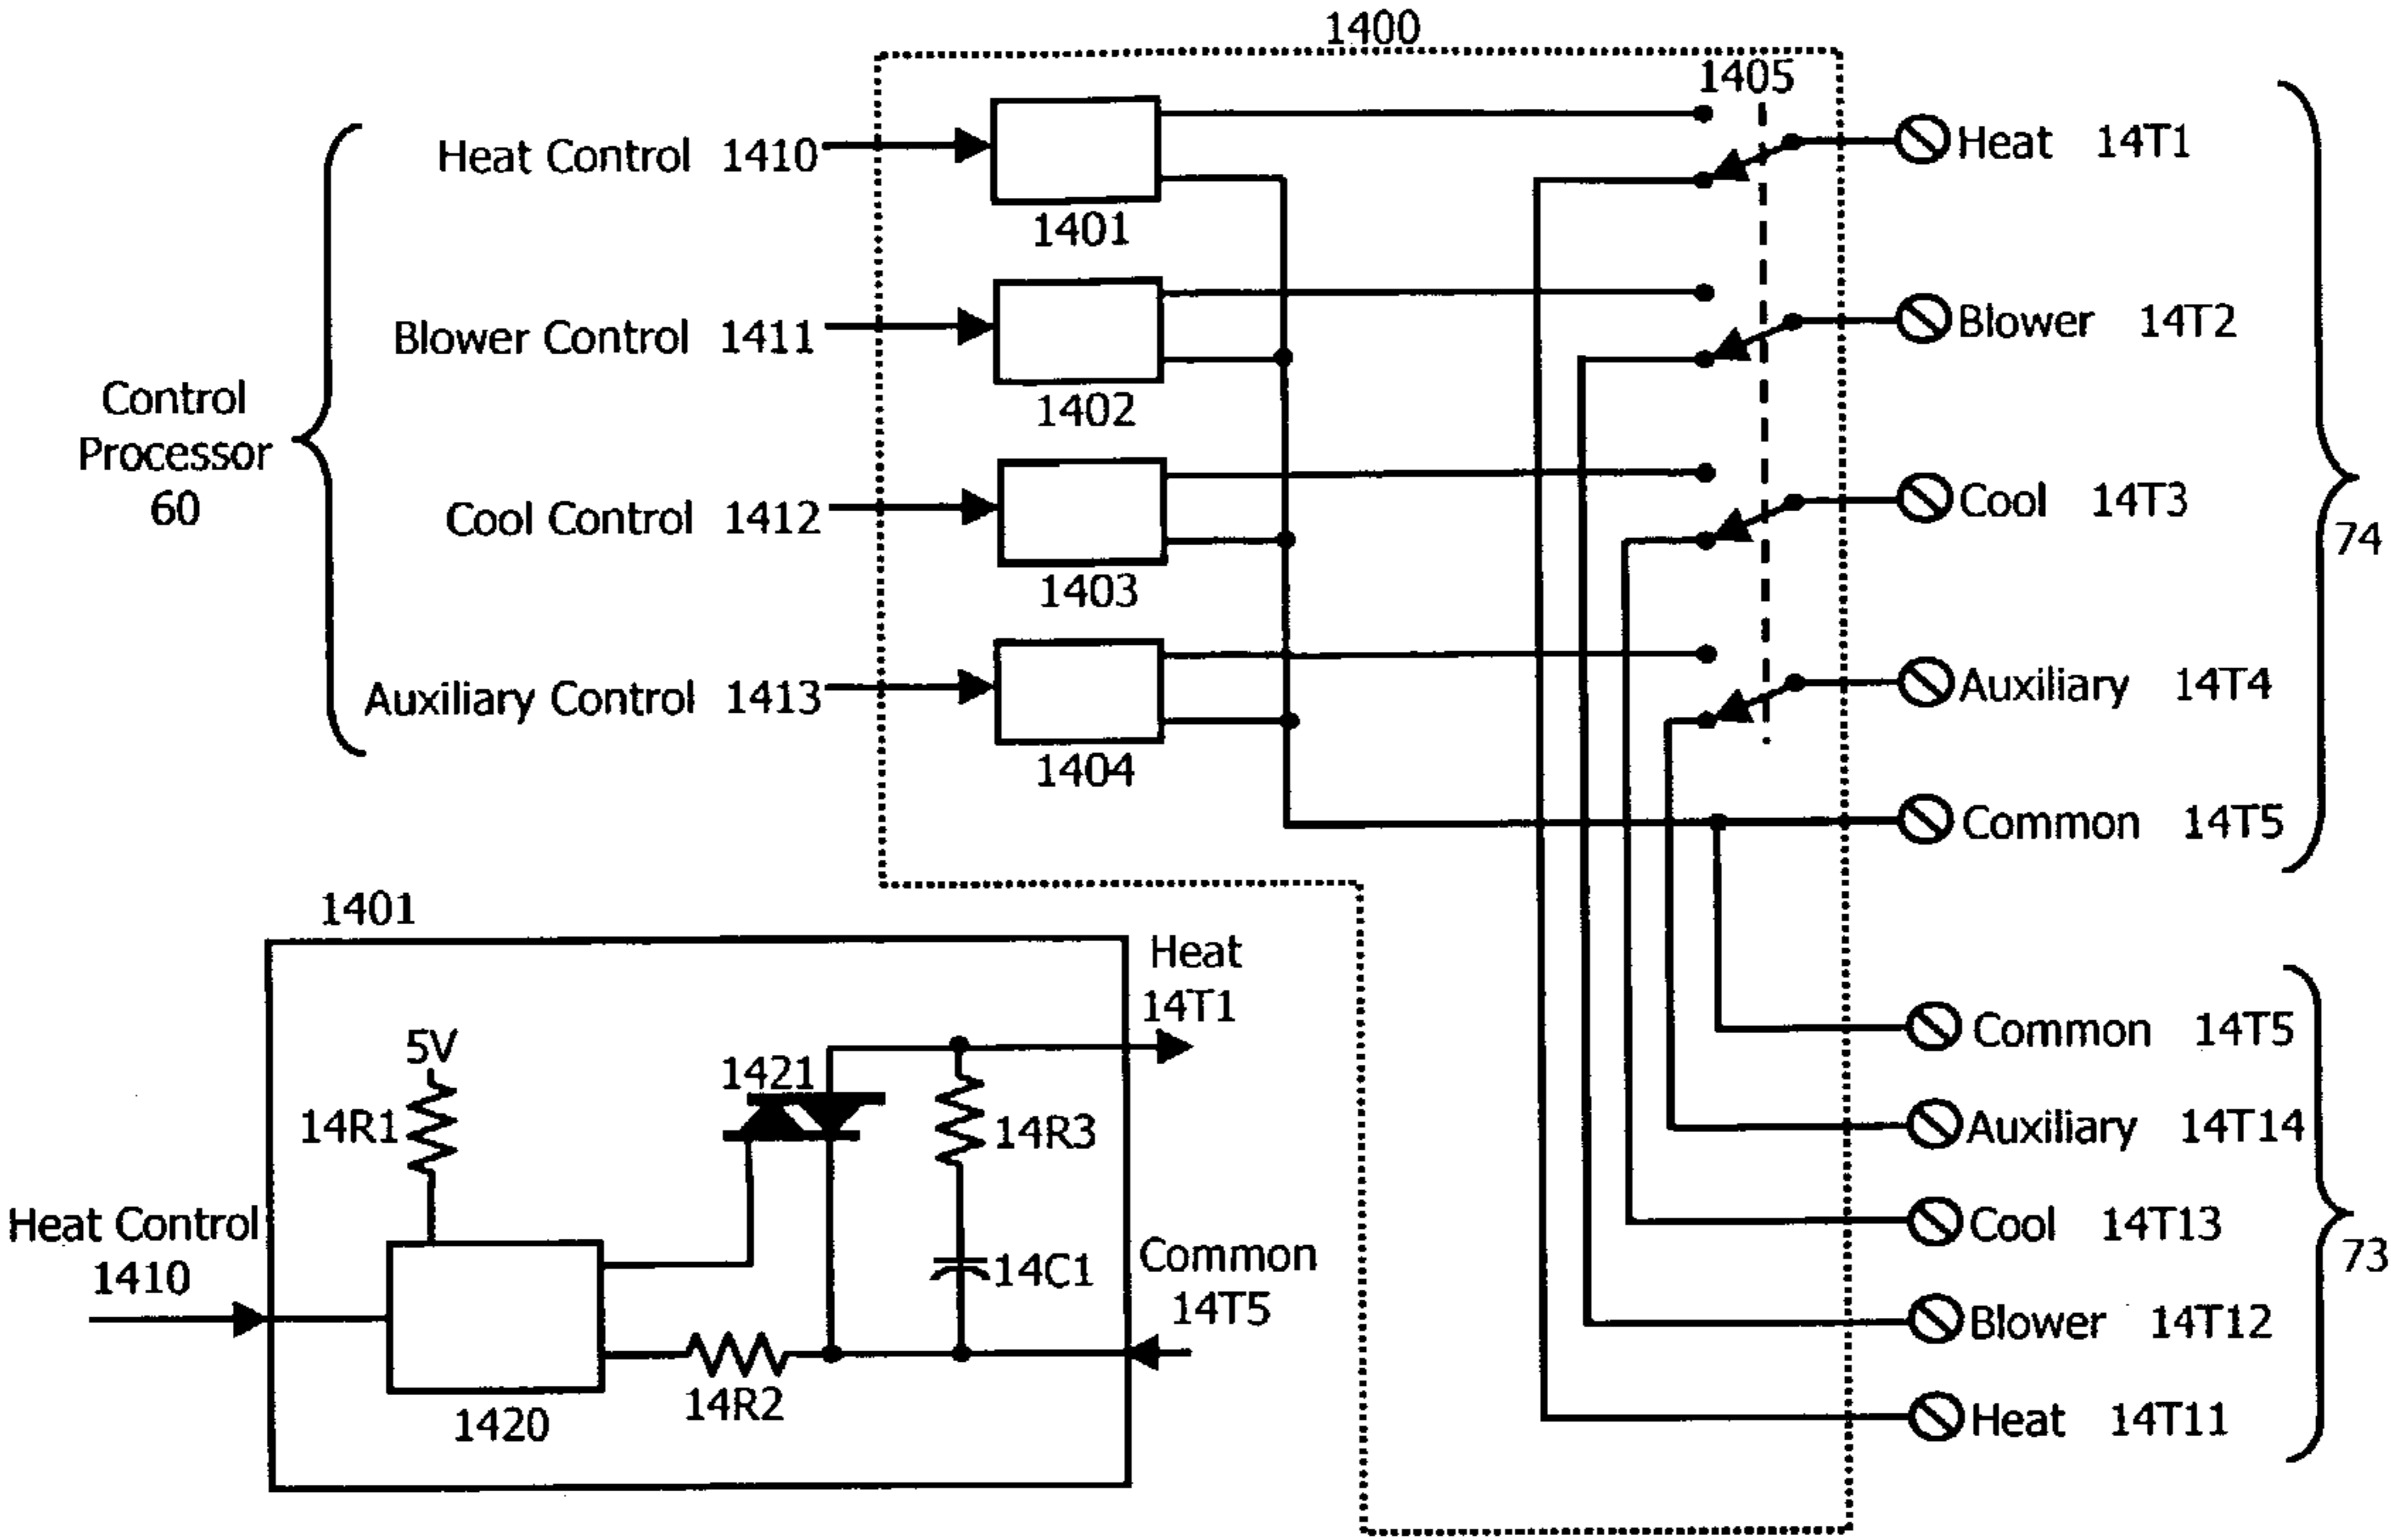 1400
1405
Heat Control 1410
1401
Heat 14T1
Blower Control 1411
1402
Blower 14T2
Control
Processor
60
Cool Control 1412
1403
Cool 14T3
74
Auxiliary Control 1413
1404
Auxiliary 14T4
Common 14T5
1401
Heat
14T1
5V
1421
14R1
14R3
Heat Control
1410
14C1
Common
14T5
14R2
1420
Common 14T5
Auxiliary 14T14
Cool 14T13
73
Blower 14T12
Heat 14T11